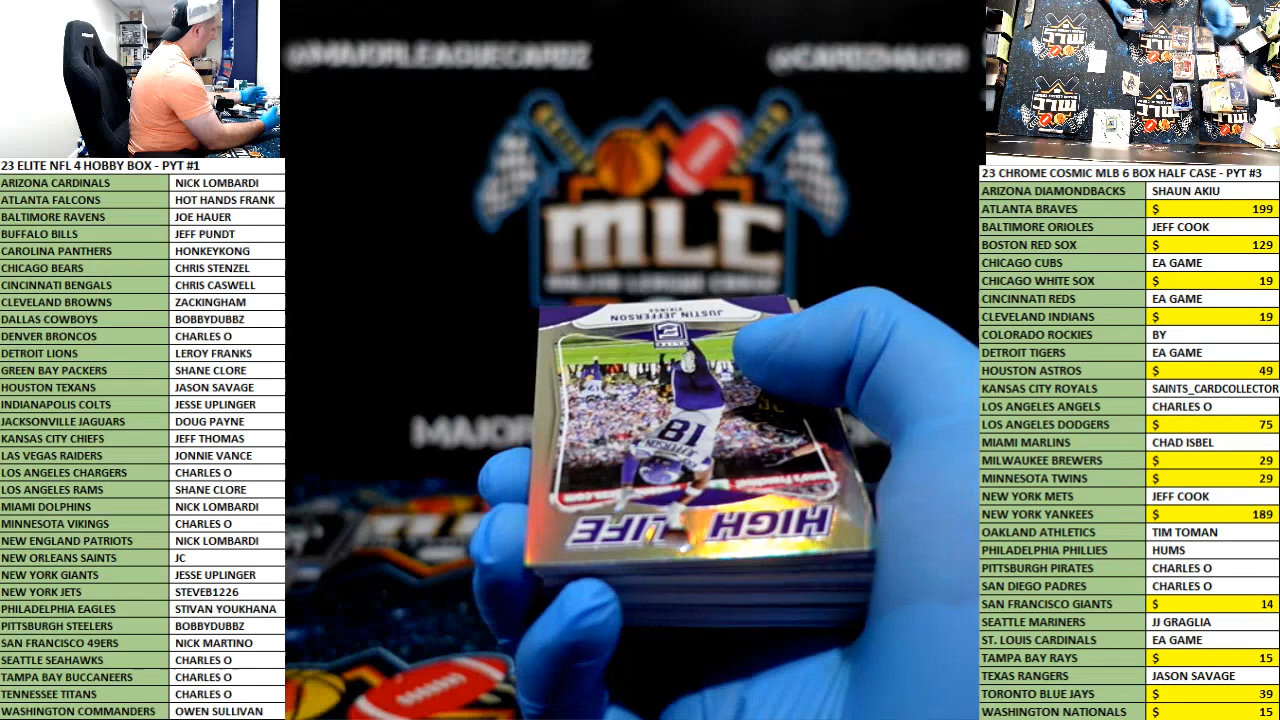 23 ELITE NFL 4 HOBBY BOX - PYT #1
ARIZONA CARDINALS NICK LOMBARDI
ATLANTA FALCONS HOT HANDS FRANK
BALTIMORE RAVENS JOE HAUER
BUFFALO BILLS JEFF PUNDT
CAROLINA PANTHERS HONKEYKONG
CHICAGO BEARS CHRIS STENZEL
CINCINNATI BENGALS CHRIS CASWELL
CLEVELAND BROWNS ZACKINGHAM
DALLAS COWBOYS BOBBYDUBBZ
DENVER BRONCOS CHARLES O
DETROIT LIONS LEROY FRANKS
GREEN BAY PACKERS SHANE CLORE
HOUSTON TEXANS JASON SAVAGE
INDIANAPOLIS COLTS JESSE UPLINGER
JACKSONVILLE JAGUARS DOUG PAYNE
KANSAS CITY CHIEFS JEFF THOMAS
LAS VEGAS RAIDERS JONNIE VANCE
LOS ANGELES CHARGERS CHARLES O
LOS ANGELES RAMS SHANE CLORE
MIAMI DOLPHINS NICK LOMBARDI
MINNESOTA VIKINGS CHARLES O
NEW ENGLAND PATRIOTS NICK LOMBARDI
NEW ORLEANS SAINTS JC
NEW YORK GIANTS JESSE UPLINGER
NEW YORK JETS STEVEB1226
PHILADELPHIA EAGLES STIVAN YOUKHANA
PITTSBURGH STEELERS BOBBYDUBBZ
SAN FRANCISCO 49ERS NICK MARTINO
SEATTLE SEAHAWKS CHARLES O
TAMPA BAY BUCCANEERS CHARLES O
TENNESSEE TITANS CHARLES O
WASHINGTON COMMANDERS OWEN SULLIVAN
@MAJORLEAGUECARDZ
@CARDZMAJOR
MLC
MAJOR LEAGUE CARDZ
JUSTIN JEFFERSON
VIKINGS
ELITE
JEFFERSON
18
HIGH LIFE
MAJOR
23 CHROME COSMIC MLB 6 BOX HALF CASE - PYT #3
ARIZONA DIAMONDBACKS SHAUN AKIU
ATLANTA BRAVES $ 199
BALTIMORE ORIOLES JEFF COOK
BOSTON RED SOX $ 129
CHICAGO CUBS EA GAME
CHICAGO WHITE SOX $ 19
CINCINNATI REDS EA GAME
CLEVELAND INDIANS $ 19
COLORADO ROCKIES BY
DETROIT TIGERS EA GAME
HOUSTON ASTROS $ 49
KANSAS CITY ROYALS SAINTS_CARDCOLLECTOR
LOS ANGELES ANGELS CHARLES O
LOS ANGELES DODGERS $ 75
MIAMI MARLINS CHAD ISBEL
MILWAUKEE BREWERS $ 29
MINNESOTA TWINS $ 29
NEW YORK METS JEFF COOK
NEW YORK YANKEES $ 189
OAKLAND ATHLETICS TIM TOMAN
PHILADELPHIA PHILLIES HUMS
PITTSBURGH PIRATES CHARLES O
SAN DIEGO PADRES CHARLES O
SAN FRANCISCO GIANTS $ 14
SEATTLE MARINERS JJ GRAGLIA
ST. LOUIS CARDINALS EA GAME
TAMPA BAY RAYS $ 15
TEXAS RANGERS JASON SAVAGE
TORONTO BLUE JAYS $ 39
WASHINGTON NATIONALS $ 15